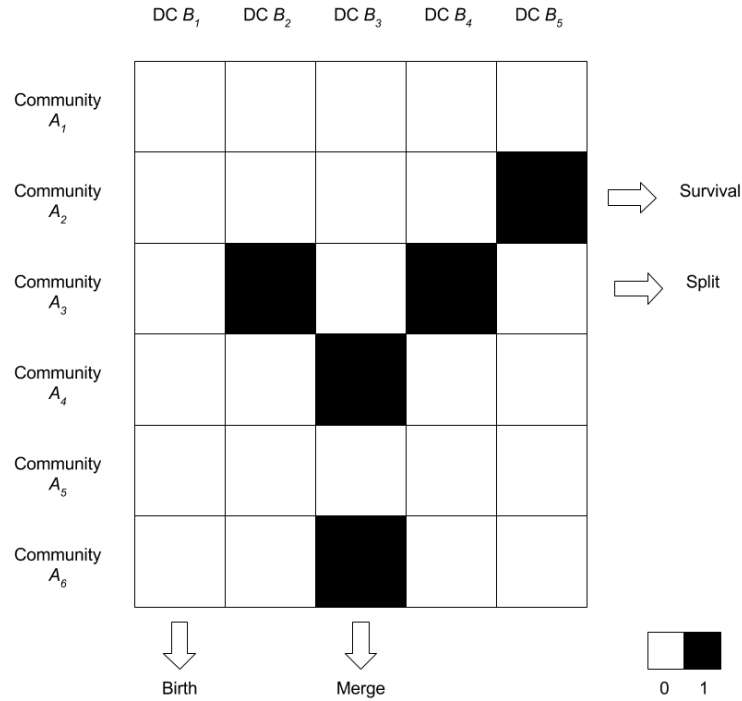 DC B₁ DC B₂ DC B₃ DC B₄ DC B₅
Community
A₁
Community
A₂
Survival
Community
A₃
Split
Community
A₄
Community
A₅
Community
A₆
Birth Merge
0 1